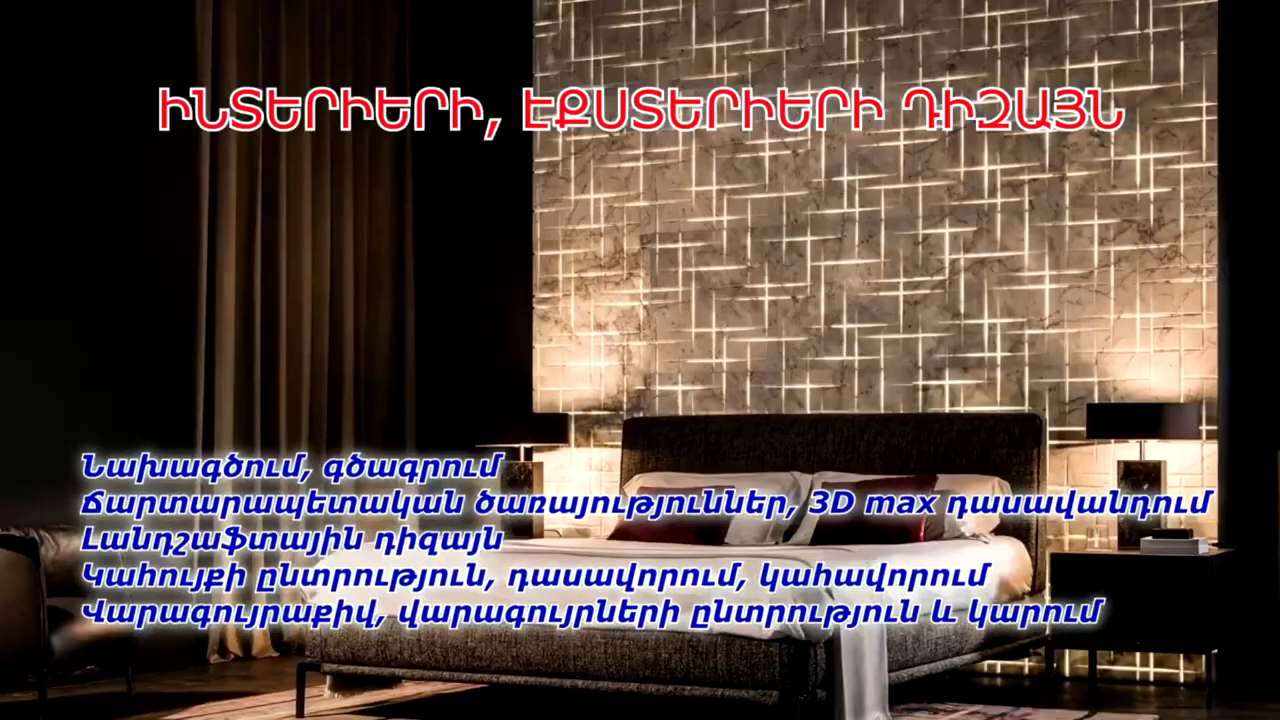 ԻՆՏԵՐԻԵՐԻ, ԷՔՍՏԵՐԻԵՐԻ ԴԻԶԱՅՆ
Նախագծում, գծագրում
Ճարտարապետական ծառայություններ, 3D max դասավանդում
Լանդշաֆտային դիզայն
Կահույքի ընտրություն, դասավորում, կահավորում
Վարագույրաքիվ, վարագույրների ընտրություն և կարում